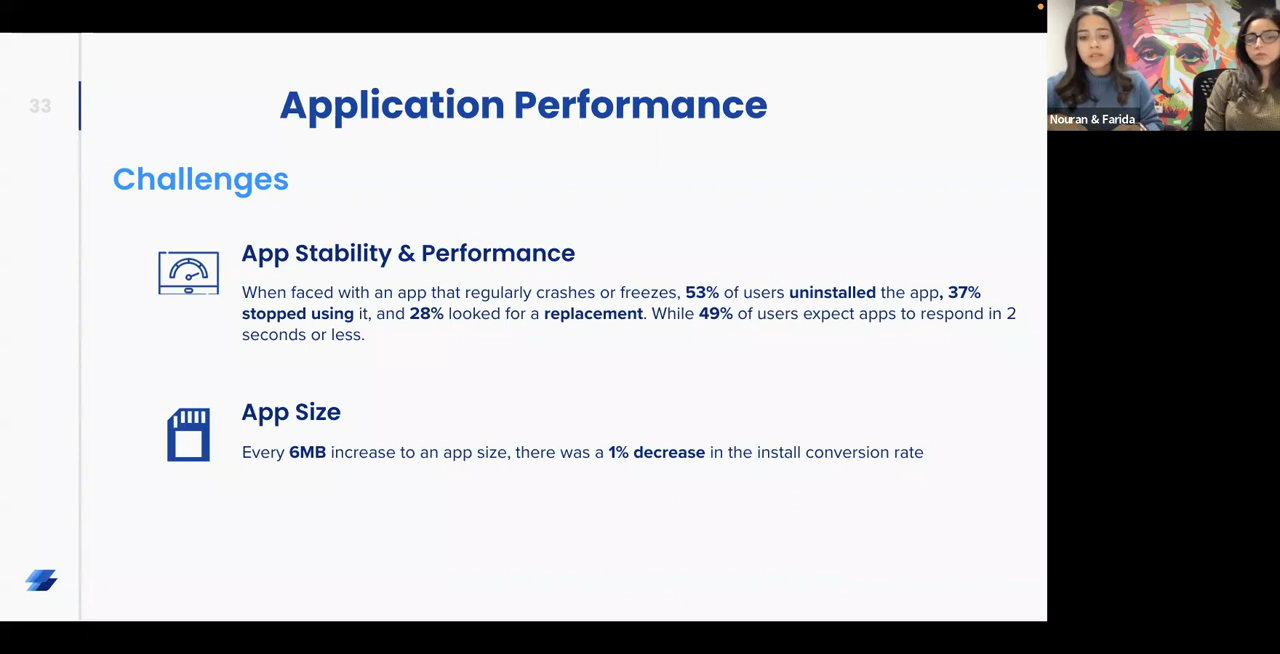 33
Application Performance
Challenges
App Stability & Performance
When faced with an app that regularly crashes or freezes, 53% of users uninstalled the app, 37%
stopped using it, and 28% looked for a replacement. While 49% of users expect apps to respond in 2
seconds or less.
App Size
Every 6MB increase to an app size, there was a 1% decrease in the install conversion rate
Nouran & Farida